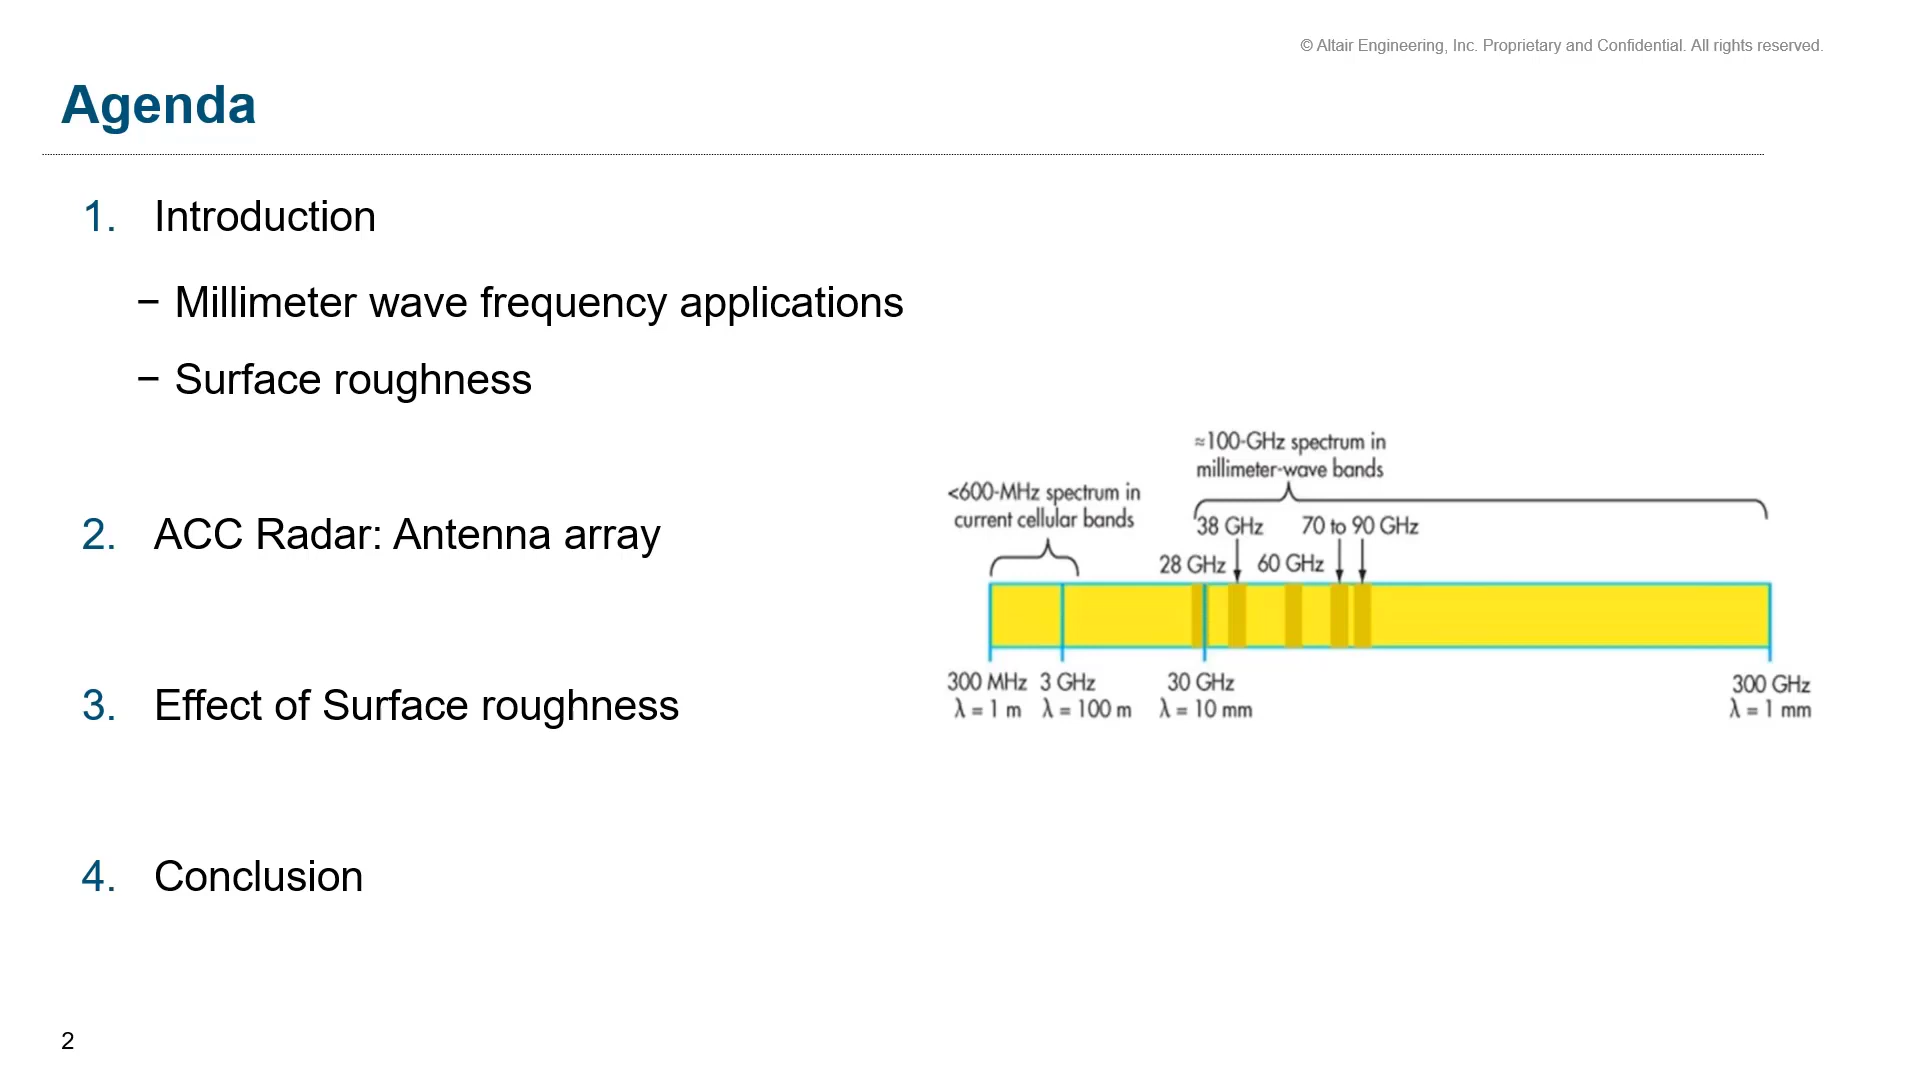 © Altair Engineering, Inc. Proprietary and Confidential. All rights reserved.
Agenda
1. Introduction
− Millimeter wave frequency applications
− Surface roughness
2. ACC Radar: Antenna array
3. Effect of Surface roughness
4. Conclusion
≈100-GHz spectrum in
millimeter-wave bands
<600-MHz spectrum in
current cellular bands
38 GHz 70 to 90 GHz
28 GHz 60 GHz
300 MHz 3 GHz 30 GHz 300 GHz
λ = 1 m λ = 100 m λ = 10 mm λ = 1 mm
2